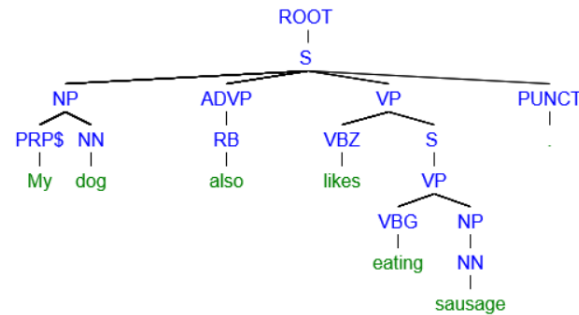 ROOT
S
NP ADVP VP PUNCT
PRP$ NN RB VBZ S .
My dog also likes VP
VBG NP
eating NN
sausage